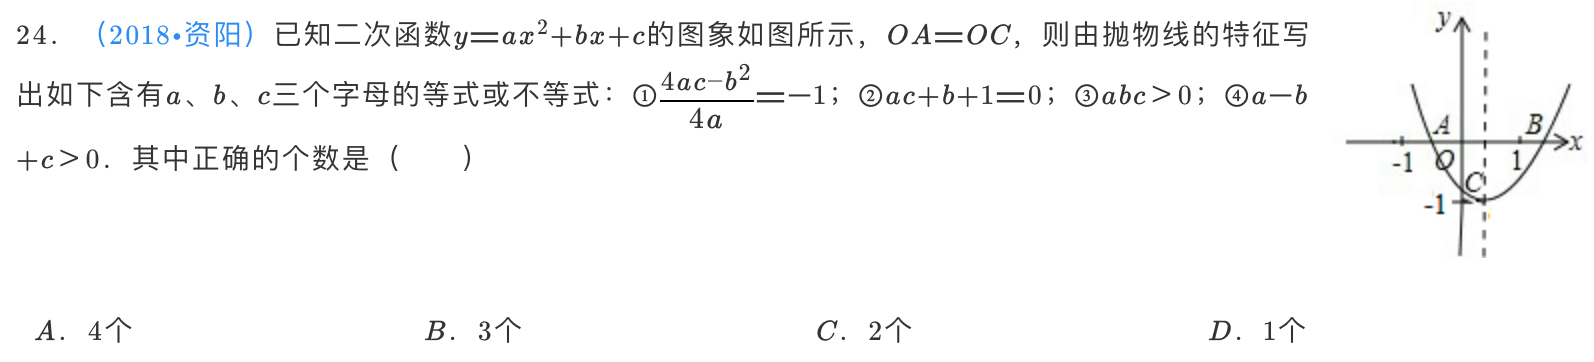 24. （2018•资阳）已知二次函数y=ax²+bx+c的图象如图所示，OA=OC，则由抛物线的特征写
出如下含有a、b、c三个字母的等式或不等式：①\frac{4ac-b²}{4a}=-1；②ac+b+1=0；③abc>0；④a-b
+c>0．其中正确的个数是（　　）
y
A B x
-1 O 1
C
-1
A．4个 B．3个 C．2个 D．1个